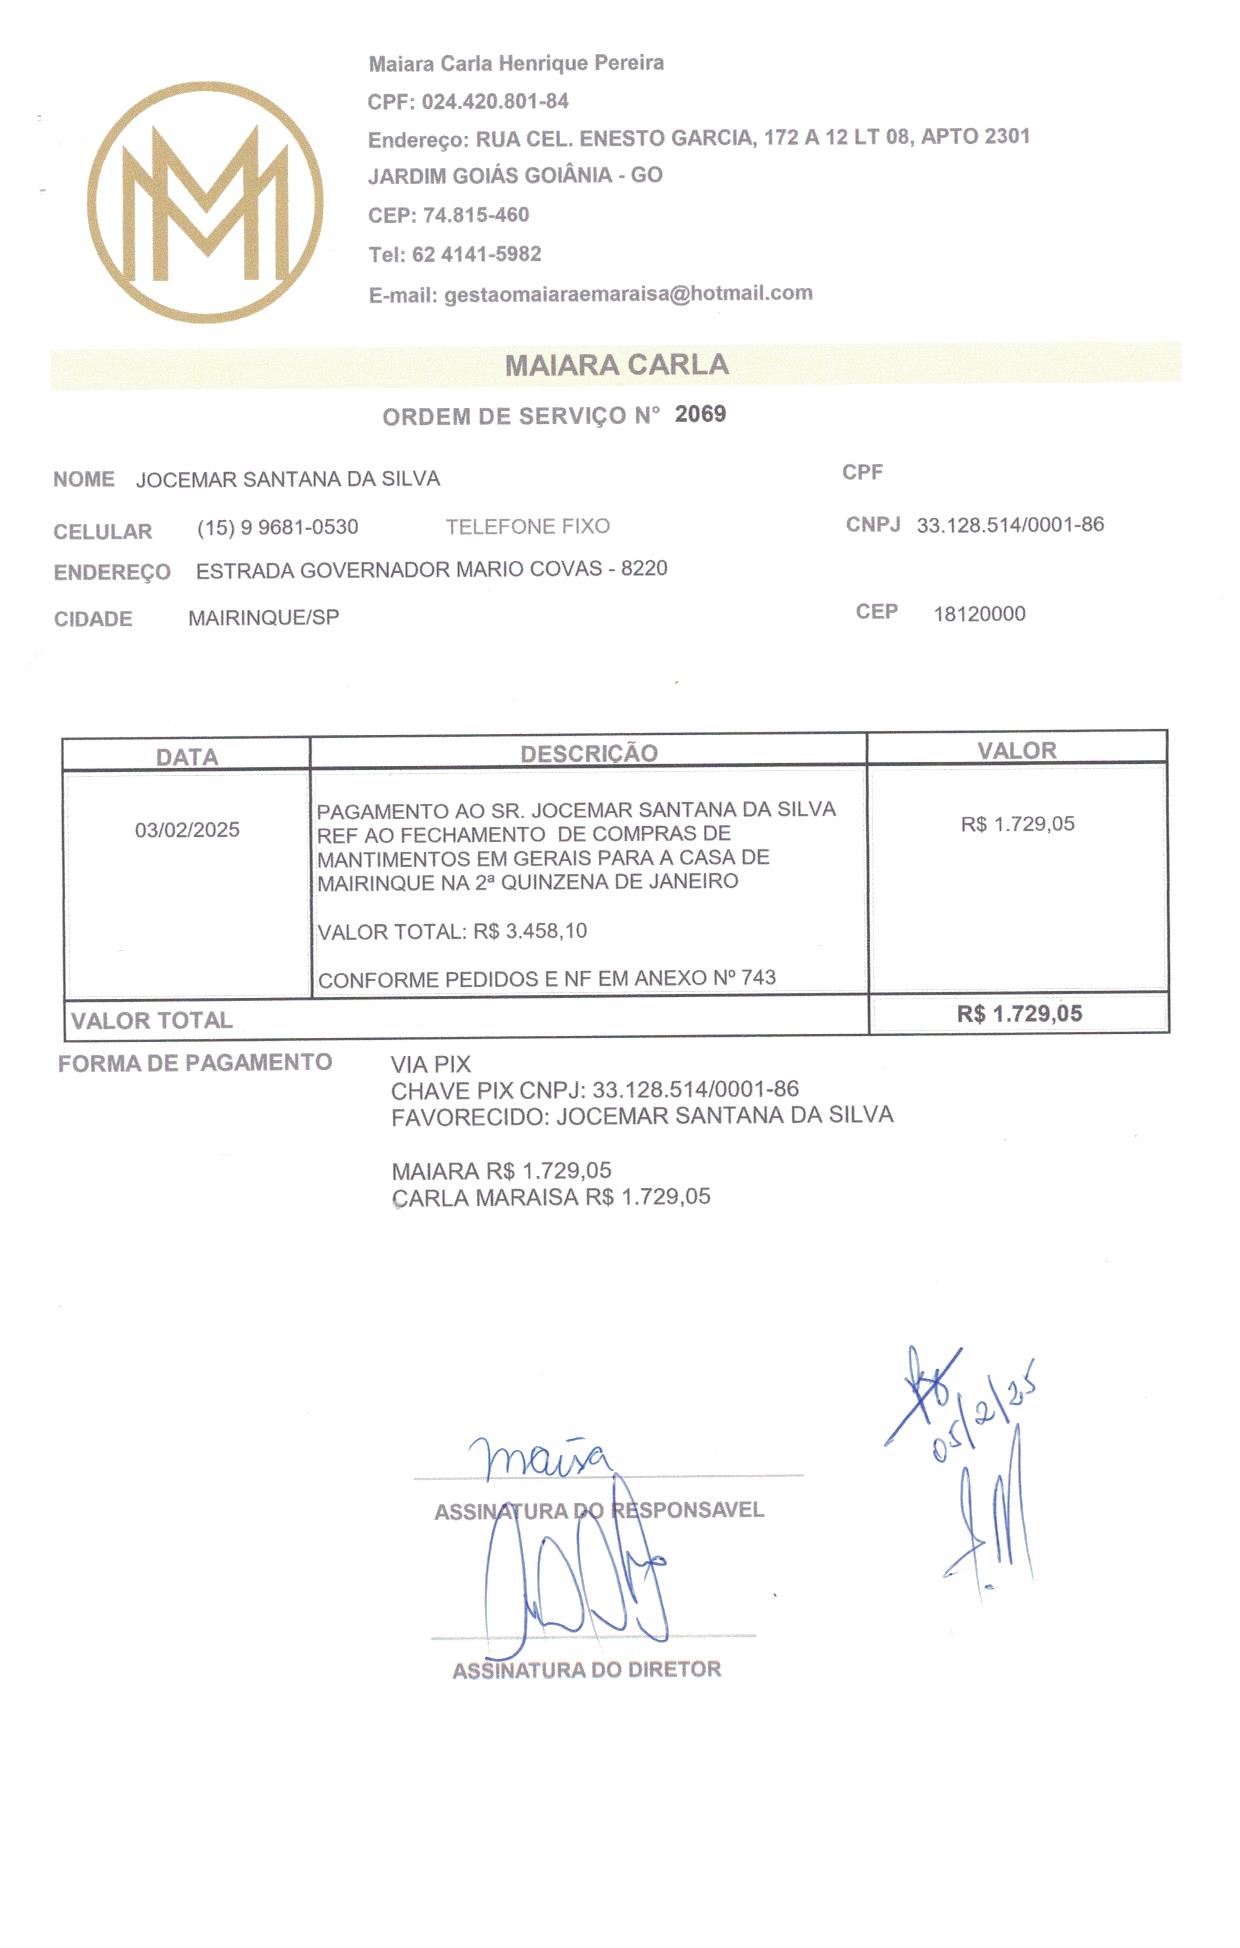 Maiara Carla Henrique Pereira
CPF: 024.420.801-84
Endereço: RUA CEL. ENESTO GARCIA, 172 A 12 LT 08, APTO 2301
JARDIM GOIÁS GOIÂNIA - GO
CEP: 74.815-460
Tel: 62 4141-5982
E-mail: gestaomaiaraemaraisa@hotmail.com
MAIARA CARLA
ORDEM DE SERVIÇO N° 2069
NOME JOCEMAR SANTANA DA SILVA CPF
CELULAR (15) 9 9681-0530 TELEFONE FIXO CNPJ 33.128.514/0001-86
ENDEREÇO ESTRADA GOVERNADOR MARIO COVAS - 8220
CIDADE MAIRINQUE/SP CEP 18120000
DATA DESCRIÇÃO VALOR
03/02/2025 PAGAMENTO AO SR. JOCEMAR SANTANA DA SILVA R$ 1.729,05
REF AO FECHAMENTO DE COMPRAS DE
MANTIMENTOS EM GERAIS PARA A CASA DE
MAIRINQUE NA 2ª QUINZENA DE JANEIRO
VALOR TOTAL: R$ 3.458,10
CONFORME PEDIDOS E NF EM ANEXO Nº 743
VALOR TOTAL R$ 1.729,05
FORMA DE PAGAMENTO VIA PIX
CHAVE PIX CNPJ: 33.128.514/0001-86
FAVORECIDO: JOCEMAR SANTANA DA SILVA
MAIARA R$ 1.729,05
CARLA MARAISA R$ 1.729,05
05/2/25
maísa
ASSINATURA DO RESPONSAVEL
ASSINATURA DO DIRETOR